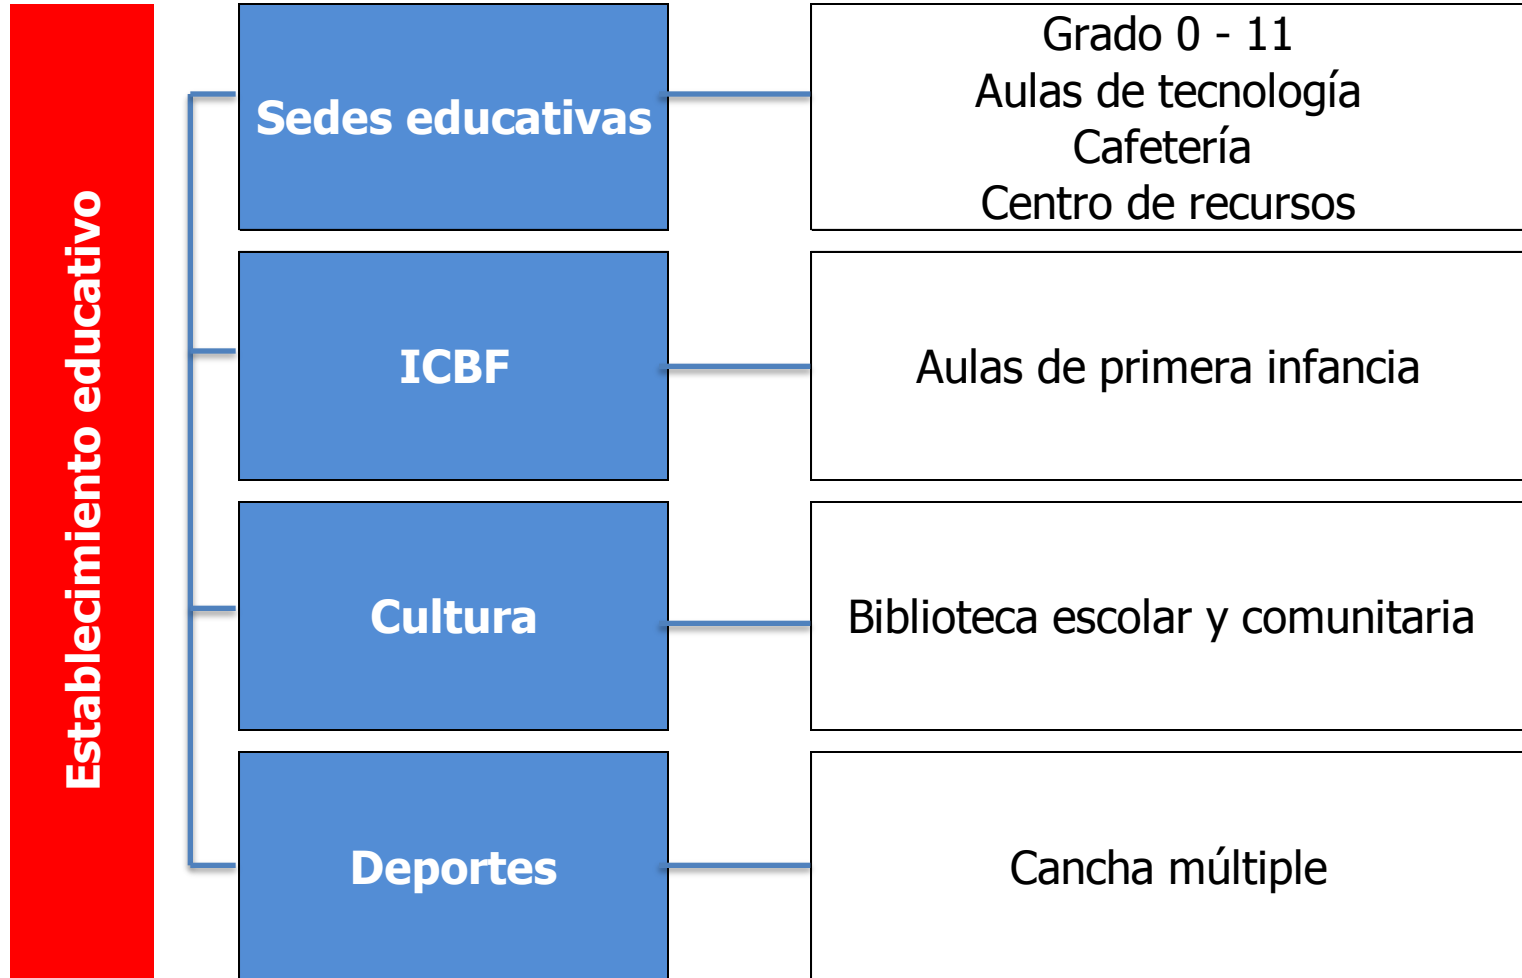 Establecimiento educativo
Sedes educativas
Grado 0 - 11
Aulas de tecnología
Cafetería
Centro de recursos
ICBF
Aulas de primera infancia
Cultura
Biblioteca escolar y comunitaria
Deportes
Cancha múltiple